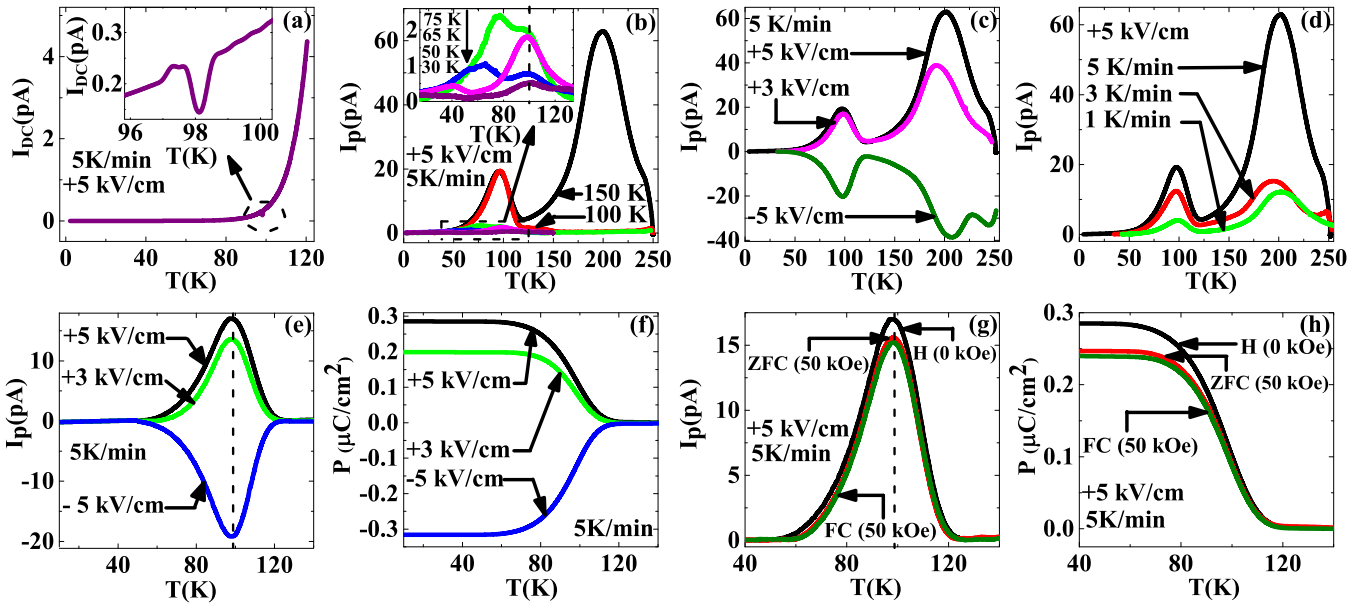 (a)
I_DC(pA)
0.3
0.2
I_DC(pA)
96 98 100
T(K)
5K/min
+5 kV/cm
0 1 2 3 4 5
0 40 80 120
T(K)
(b)
I_P(pA)
75 K
65 K
50 K
30 K
0 1 2
40 80 120
T(K)
+5 kV/cm
5K/min
150 K
100 K
0 20 40 60
0 50 100 150 200 250
T(K)
(c)
I_P(pA)
5 K/min
+5 kV/cm
+3 kV/cm
-5 kV/cm
60
40
20
0
-20
-40
0 50 100 150 200 250
T(K)
(d)
I_P(pA)
+5 kV/cm
5 K/min
3 K/min
1 K/min
60
40
20
0
0 50 100 150 200 250
T(K)
(e)
I_P(pA)
+5 kV/cm
+3 kV/cm
5K/min
- 5 kV/cm
10
0
-10
-20
40 80 120
T(K)
(f)
P (μC/cm²)
+5 kV/cm
+3 kV/cm
-5 kV/cm
5K/min
0.3
0.2
0.0
-0.2
-0.3
40 80 120
T(K)
(g)
I_P(pA)
ZFC (50 kOe)
H (0 kOe)
+5 kV/cm
5K/min
FC (50 kOe)
15
10
5
0
40 60 80 100 120
T(K)
(h)
P (μC/cm²)
H (0 kOe)
ZFC (50 kOe)
FC (50 kOe)
+5 kV/cm
5K/min
0.3
0.2
0.1
0.0
40 60 80 100 120
T(K)